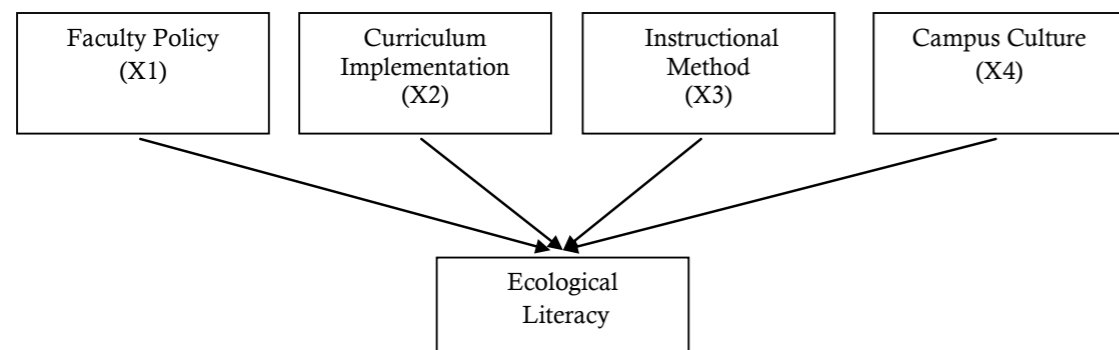 Faculty Policy
(X1)
Curriculum
Implementation
(X2)
Instructional
Method
(X3)
Campus Culture
(X4)
Ecological
Literacy